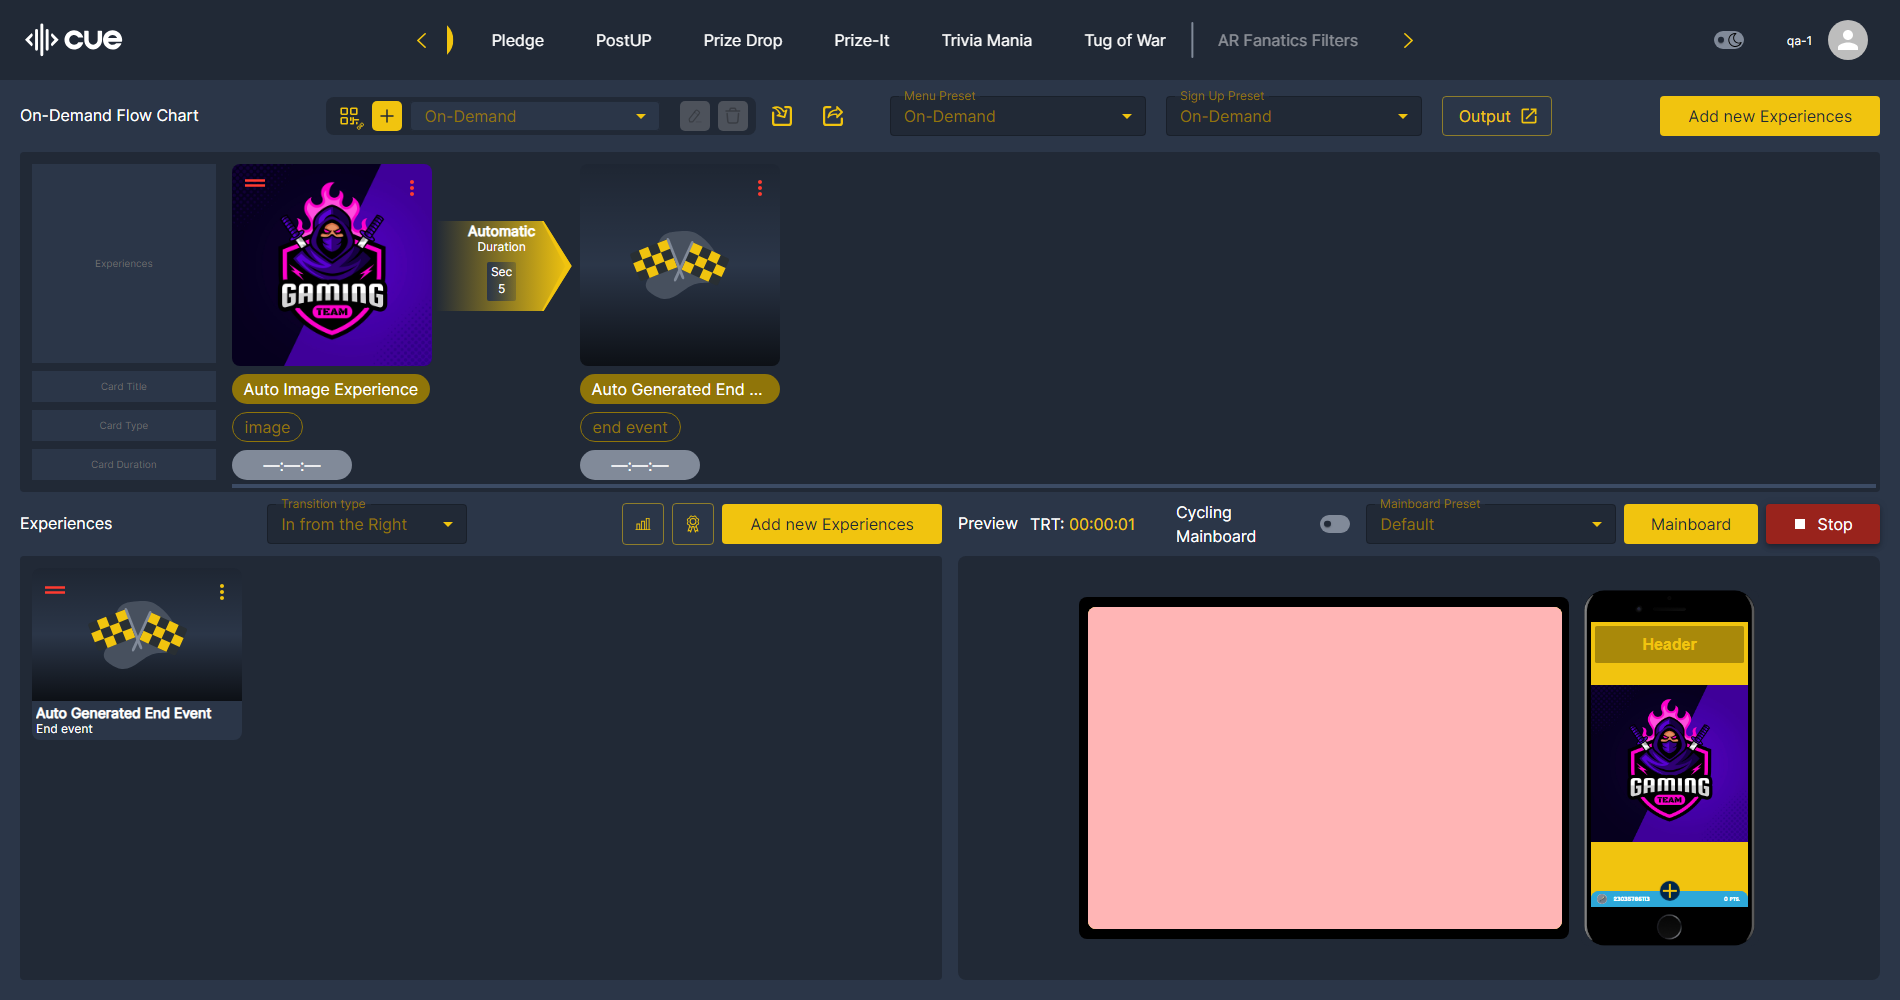 cue
Pledge
PostUP
Prize Drop
Prize-It
Trivia Mania
Tug of War
AR Fanatics Filters
qa-1
On-Demand Flow Chart
On-Demand
Menu Preset
On-Demand
Sign Up Preset
On-Demand
Output
Add new Experiences
Experiences
GAMING
TEAM
Automatic
Duration
Sec
5
Card Title
Auto Image Experience
Auto Generated End ...
Card Type
image
end event
Card Duration
—:—:—
—:—:—
Experiences
Transition type
In from the Right
Add new Experiences
Preview
TRT: 00:00:01
Cycling
Mainboard
Mainboard Preset
Default
Mainboard
Stop
Auto Generated End Event
End event
Header
GAMING
TEAM
0 PTS.